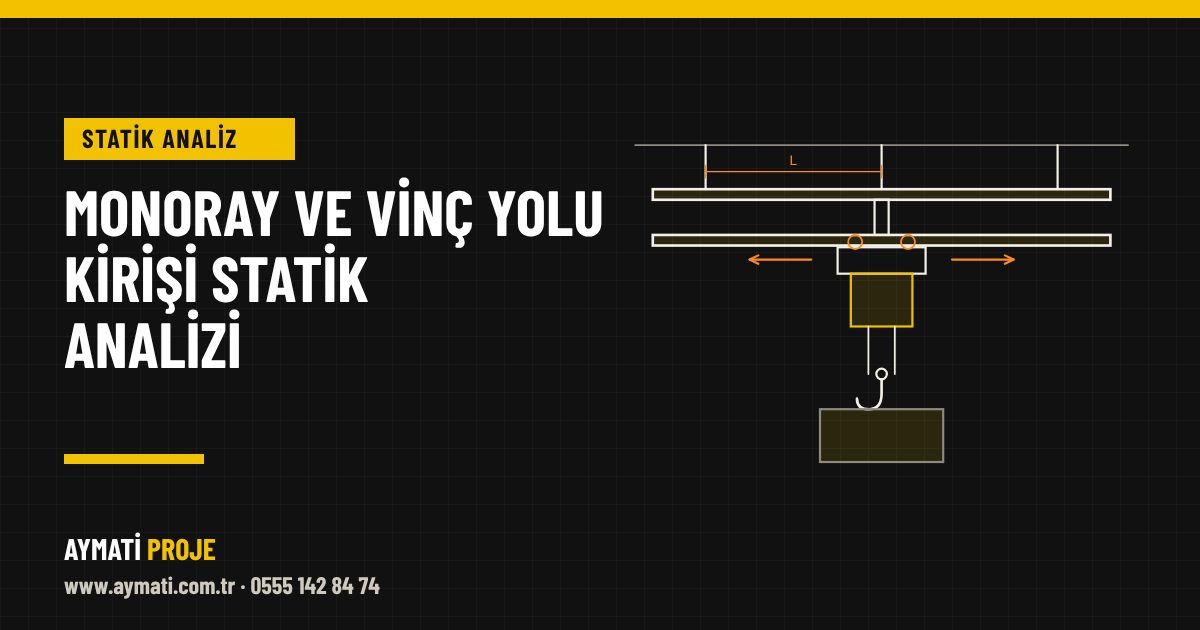 STATİK ANALİZ
MONORAY VE VİNÇ YOLU
KİRİŞİ STATİK
ANALİZİ
L
AYMATİ PROJE
www.aymati.com.tr · 0555 142 84 74